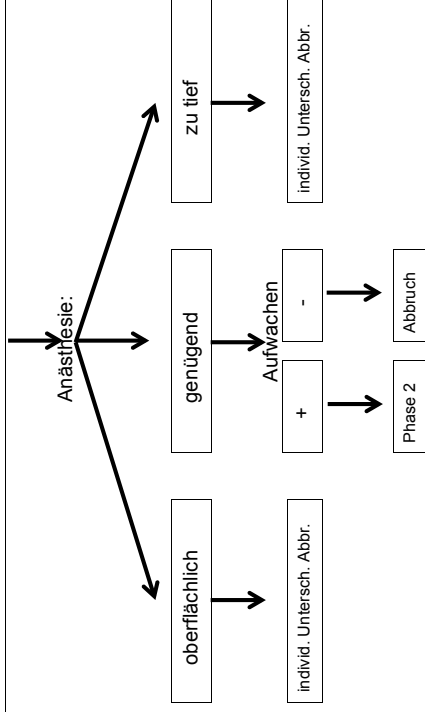 Anästhesie:
oberflächlich
genügend
zu tief
individ. Untersch. Abbr.
Aufwachen
individ. Untersch. Abbr.
+
-
Phase 2
Abbruch